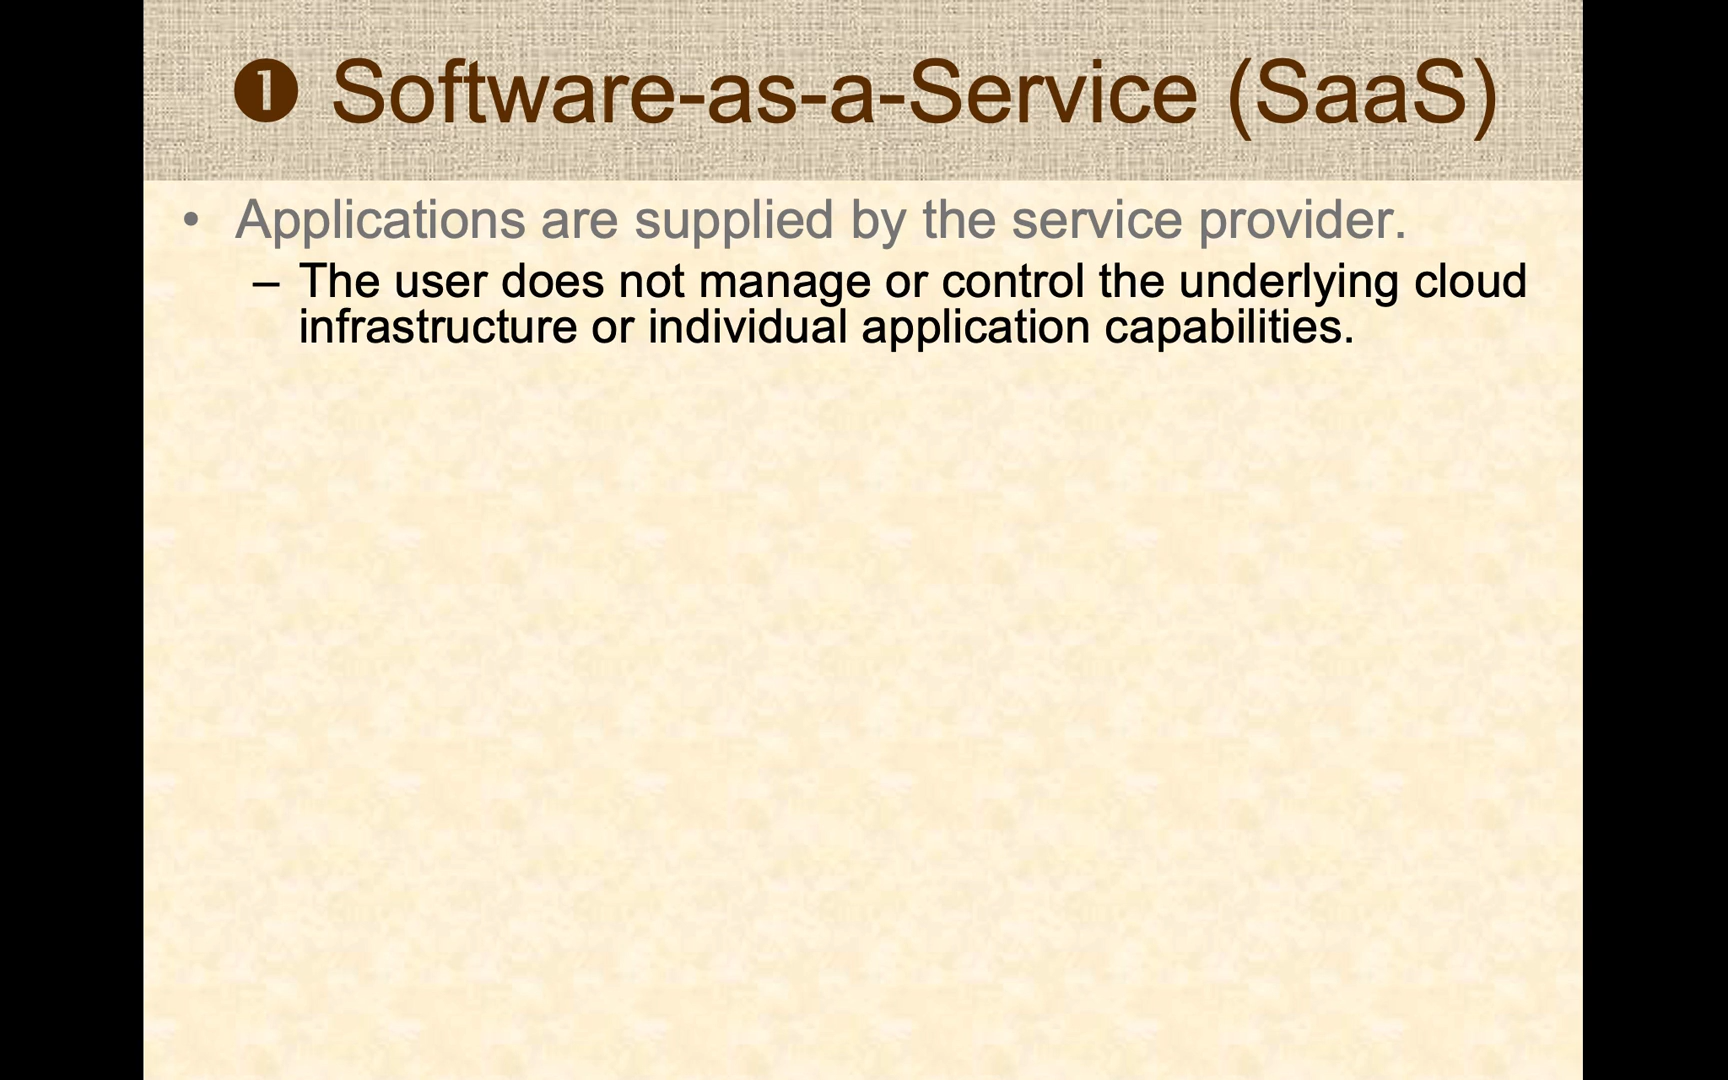 ❶ Software-as-a-Service (SaaS)
• Applications are supplied by the service provider.
– The user does not manage or control the underlying cloud
infrastructure or individual application capabilities.